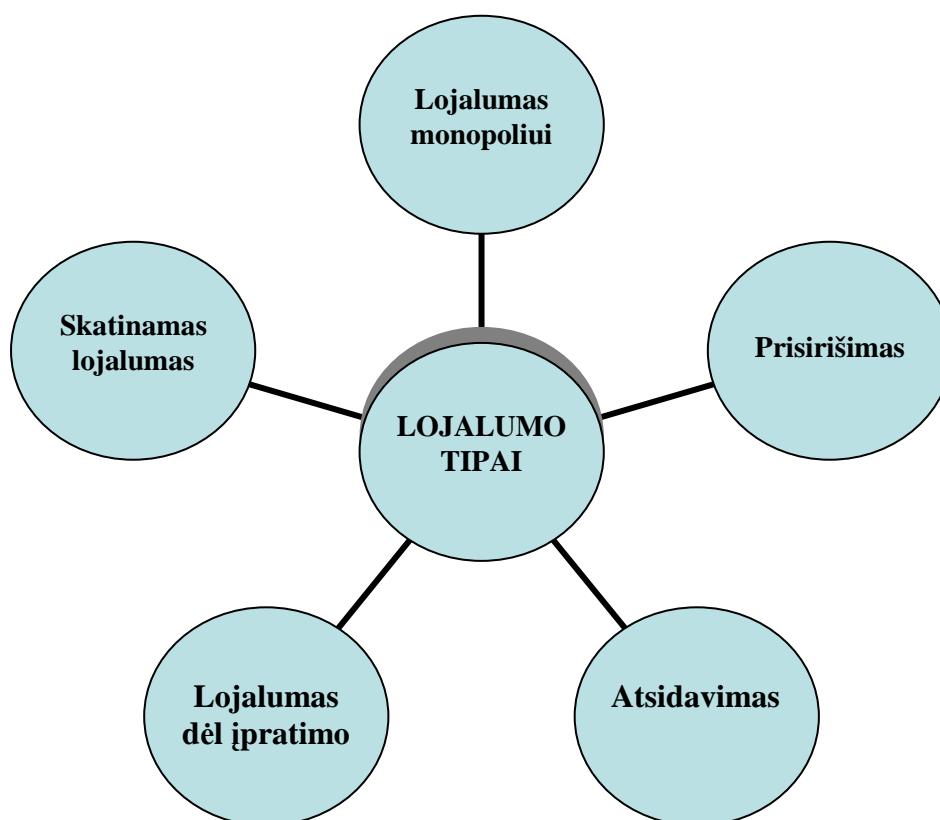 Lojalumas
monopoliui
Skatinamas
lojalumas
Prisirišimas
LOJALUMO
TIPAI
Lojalumas
dėl įpratimo
Atsidavimas